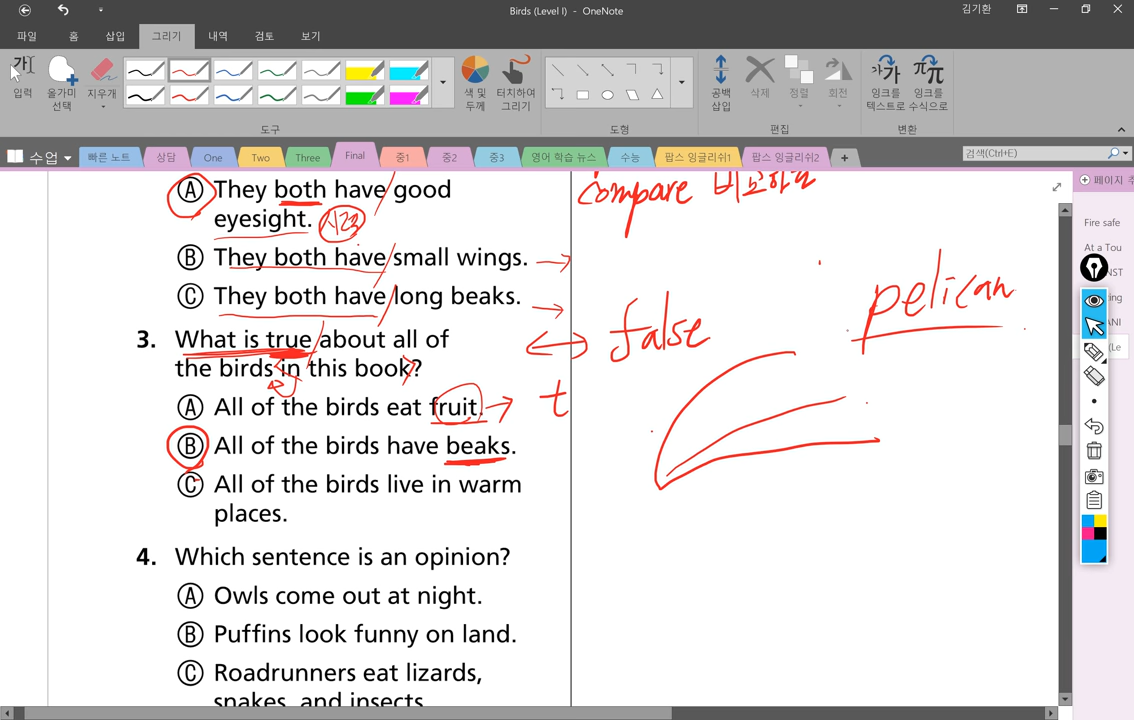 Birds (Level I) - OneNote
김기환
파일
홈
삽입
그리기
내역
검토
보기
가
입력
올가미
선택
지우개
색 및
두께
터치하여
그리기
공백
삽입
삭제
정렬
회전
잉크를
텍스트로
잉크를
수식으로
도구
도형
편집
변환
수업
빠른 노트
상담
One
Two
Three
Final
중1
중2
중3
영어 학습 뉴스
수능
팝스 잉글리쉬1
팝스 잉글리쉬2
검색(Ctrl+E)
Ⓐ They both have good
eyesight. 시력
Ⓑ They both have small wings.
Ⓒ They both have long beaks.
3. What is true about all of
the birds in this book?
Ⓐ All of the birds eat fruit.
Ⓑ All of the birds have beaks.
Ⓒ All of the birds live in warm
places.
4. Which sentence is an opinion?
Ⓐ Owls come out at night.
Ⓑ Puffins look funny on land.
Ⓒ Roadrunners eat lizards,
snakes, and insects
compare
false
t
pelican
페이지 추
Fire safe
At a Tou
NST
ing
ANI
(Le